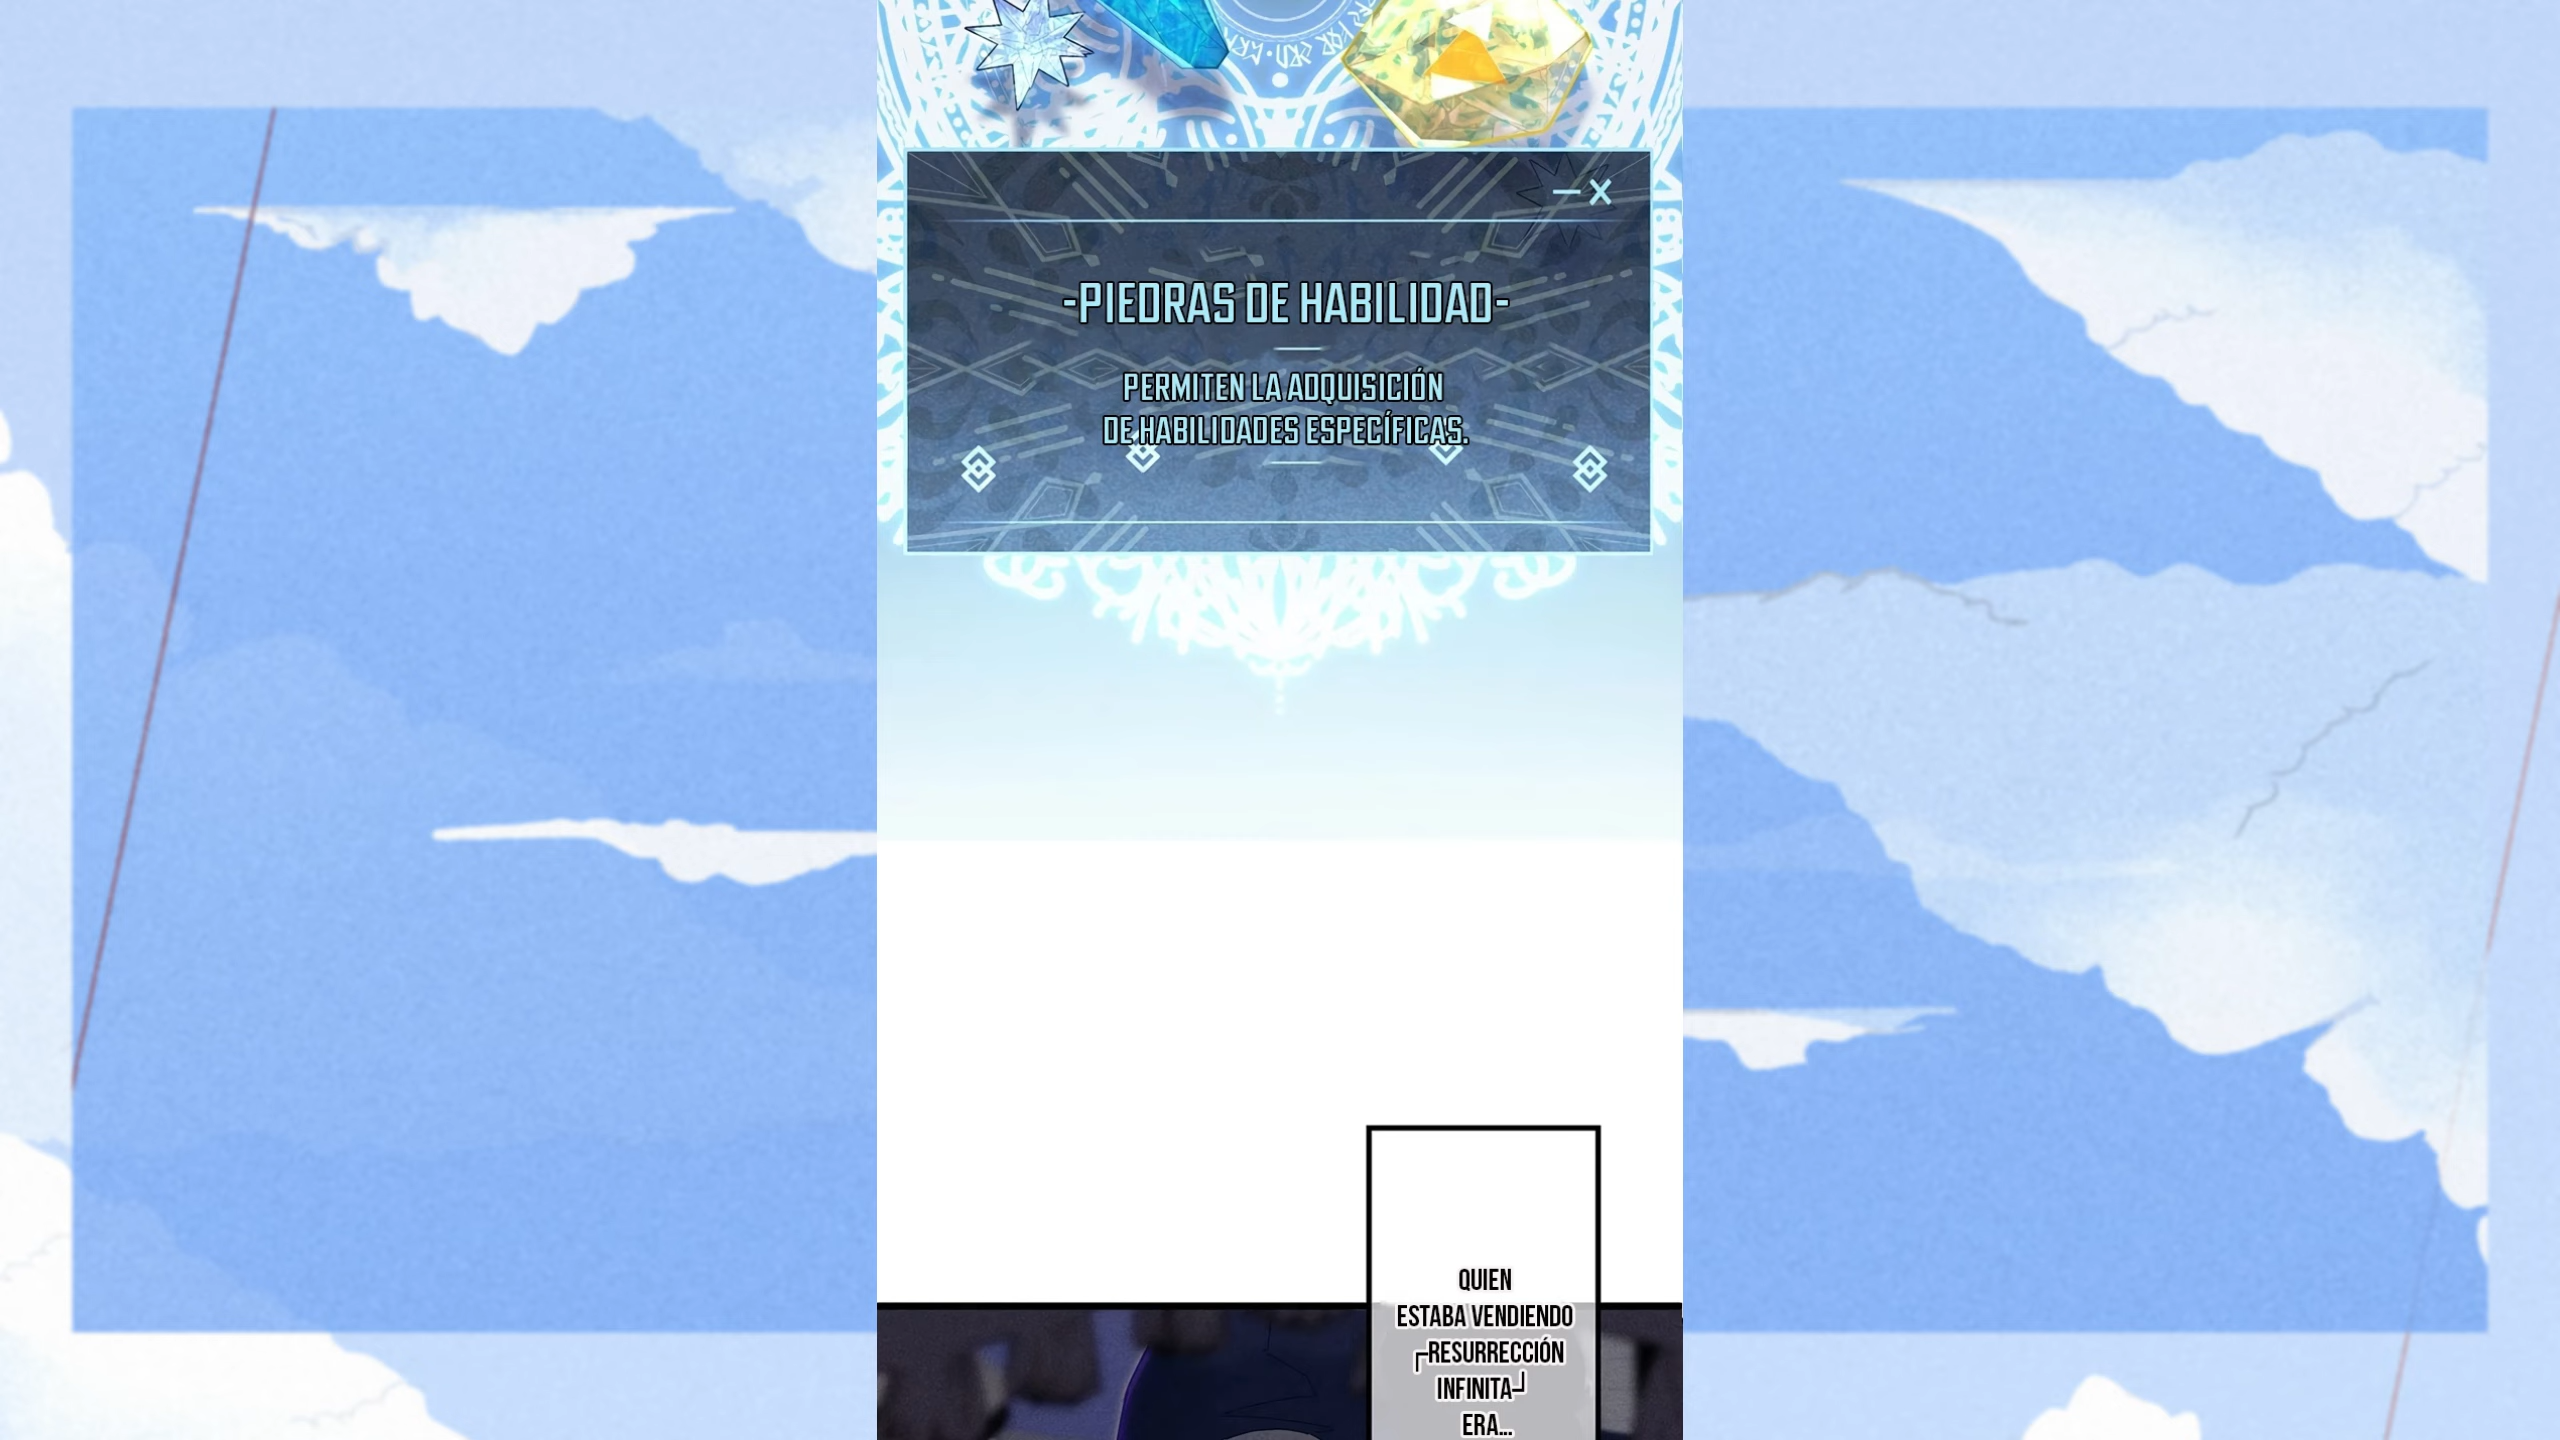 -PIEDRAS DE HABILIDAD-
PERMITEN LA ADQUISICIÓN
DE HABILIDADES ESPECÍFICAS.
QUIEN
ESTABA VENDIENDO
「RESURRECCIÓN
INFINITA」
ERA...